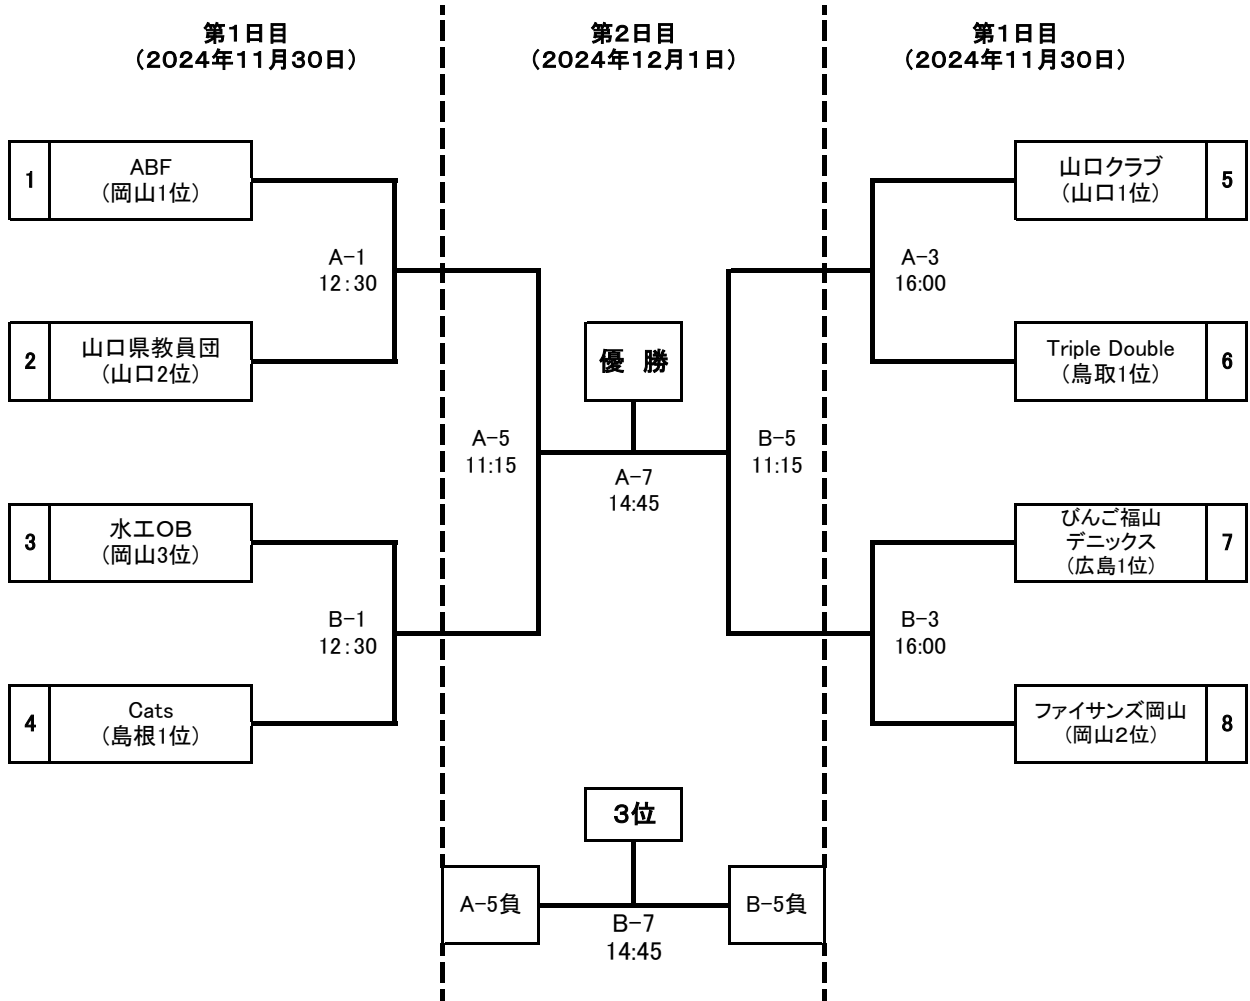 第１日目
（２０２４年１１月３０日）
第２日目
（２０２４年１２月１日）
第１日目
（２０２４年１１月３０日）
1
ABF
（岡山1位）
A-1
12：30
2
山口県教員団
（山口2位）
3
水工ＯＢ
（岡山3位）
B-1
12：30
4
Cats
（島根1位）
A-5
11:15
優　勝
A-7
14:45
B-5
11:15
山口クラブ
（山口1位）
5
A-3
16:00
Triple Double
（鳥取1位）
6
びんご福山
デニックス
（広島1位）
7
B-3
16:00
ファイサンズ岡山
（岡山２位）
8
３位
A-5負
B-5負
B-7
14:45